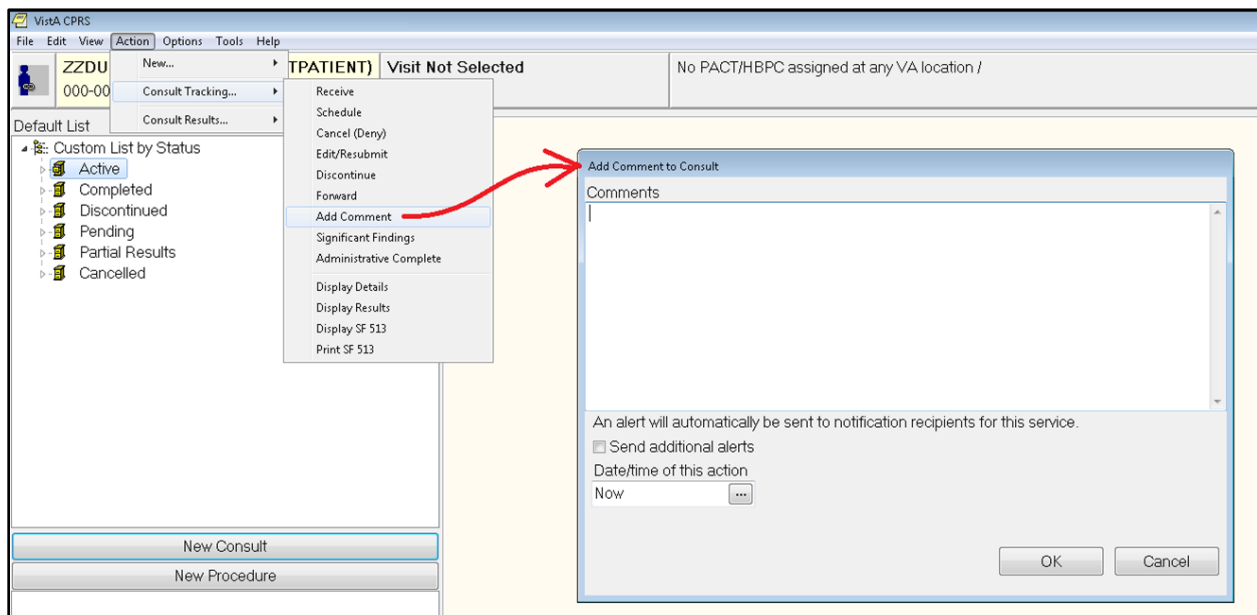 VistA CPRS
File Edit View Action Options Tools Help
ZZDU
000-00
New...
Consult Tracking...
Consult Results...
TPATIENT)
Visit Not Selected
No PACT/HBPC assigned at any VA location /
Receive
Schedule
Cancel (Deny)
Edit/Resubmit
Discontinue
Forward
Add Comment
Significant Findings
Administrative Complete
Display Details
Display Results
Display SF 513
Print SF 513
Default List
Custom List by Status
Active
Completed
Discontinued
Pending
Partial Results
Cancelled
New Consult
New Procedure
Add Comment to Consult
Comments
An alert will automatically be sent to notification recipients for this service.
Send additional alerts
Date/time of this action
Now ...
OK Cancel